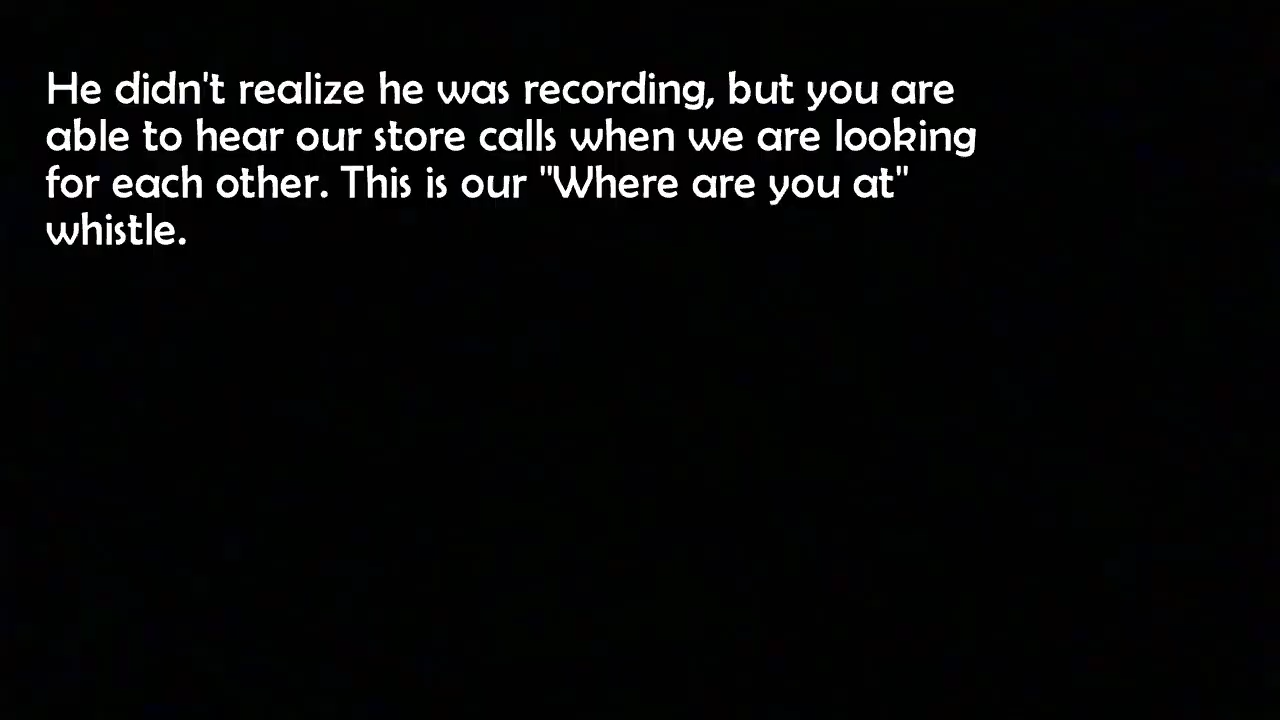 He didn't realize he was recording, but you are
able to hear our store calls when we are looking
for each other. This is our "Where are you at"
whistle.